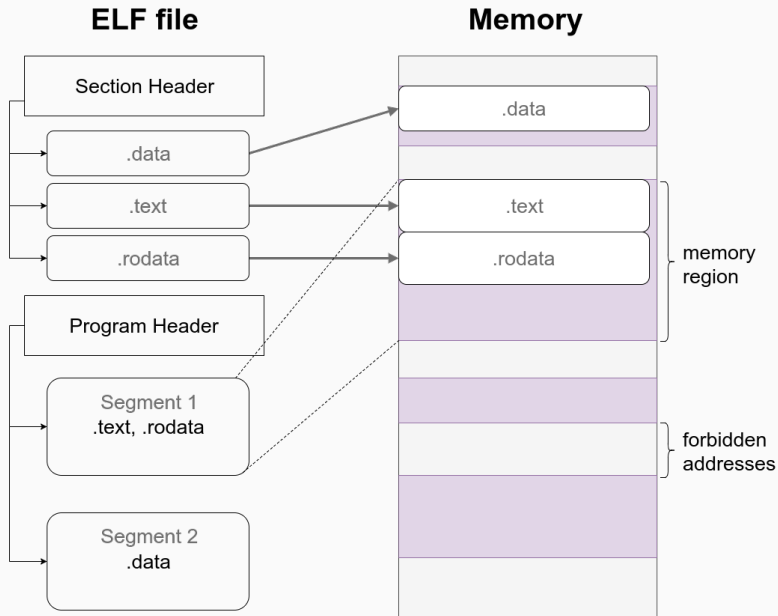 ELF file
Memory
Section Header
.data
.text
.rodata
Program Header
Segment 1
.text, .rodata
Segment 2
.data
.data
.text
.rodata
memory
region
forbidden
addresses